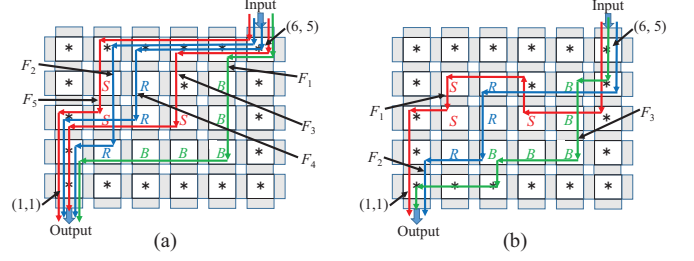 Input
(6, 5)
* * * * * *
F₂
S R * B
F₁
F₅
S R S B
F₃
F₄
* R B B B
(1,1)
* * * * * *
Output
(a)
Input
(6, 5)
S R * B
F₁
S R S B
F₃
F₂
R B B
(1,1)
* * * * * *
Output
(b)